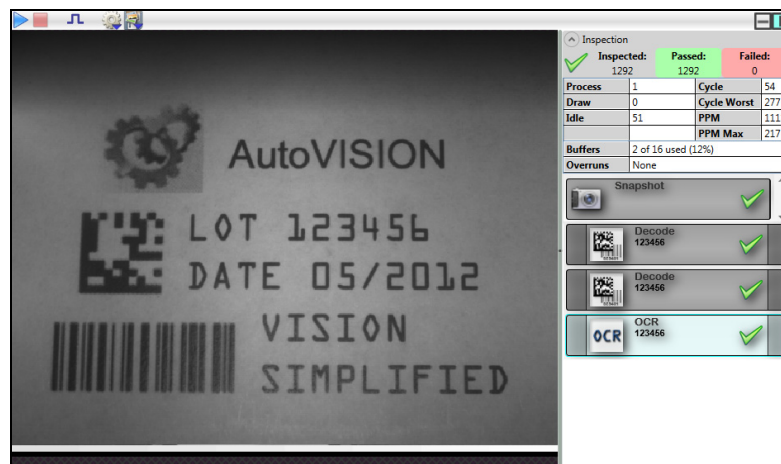 Inspection
Inspected: Passed: Failed:
1292 1292 0
Process 1 Cycle 54
Draw 0 Cycle Worst 277
Idle 51 PPM 111
PPM Max 217
Buffers 2 of 16 used (12%)
Overruns None
Snapshot
Decode
123456
Decode
123456
OCR
OCR
123456
AutoVISION
LOT 123456
DATE 05/2012
VISION
SIMPLIFIED